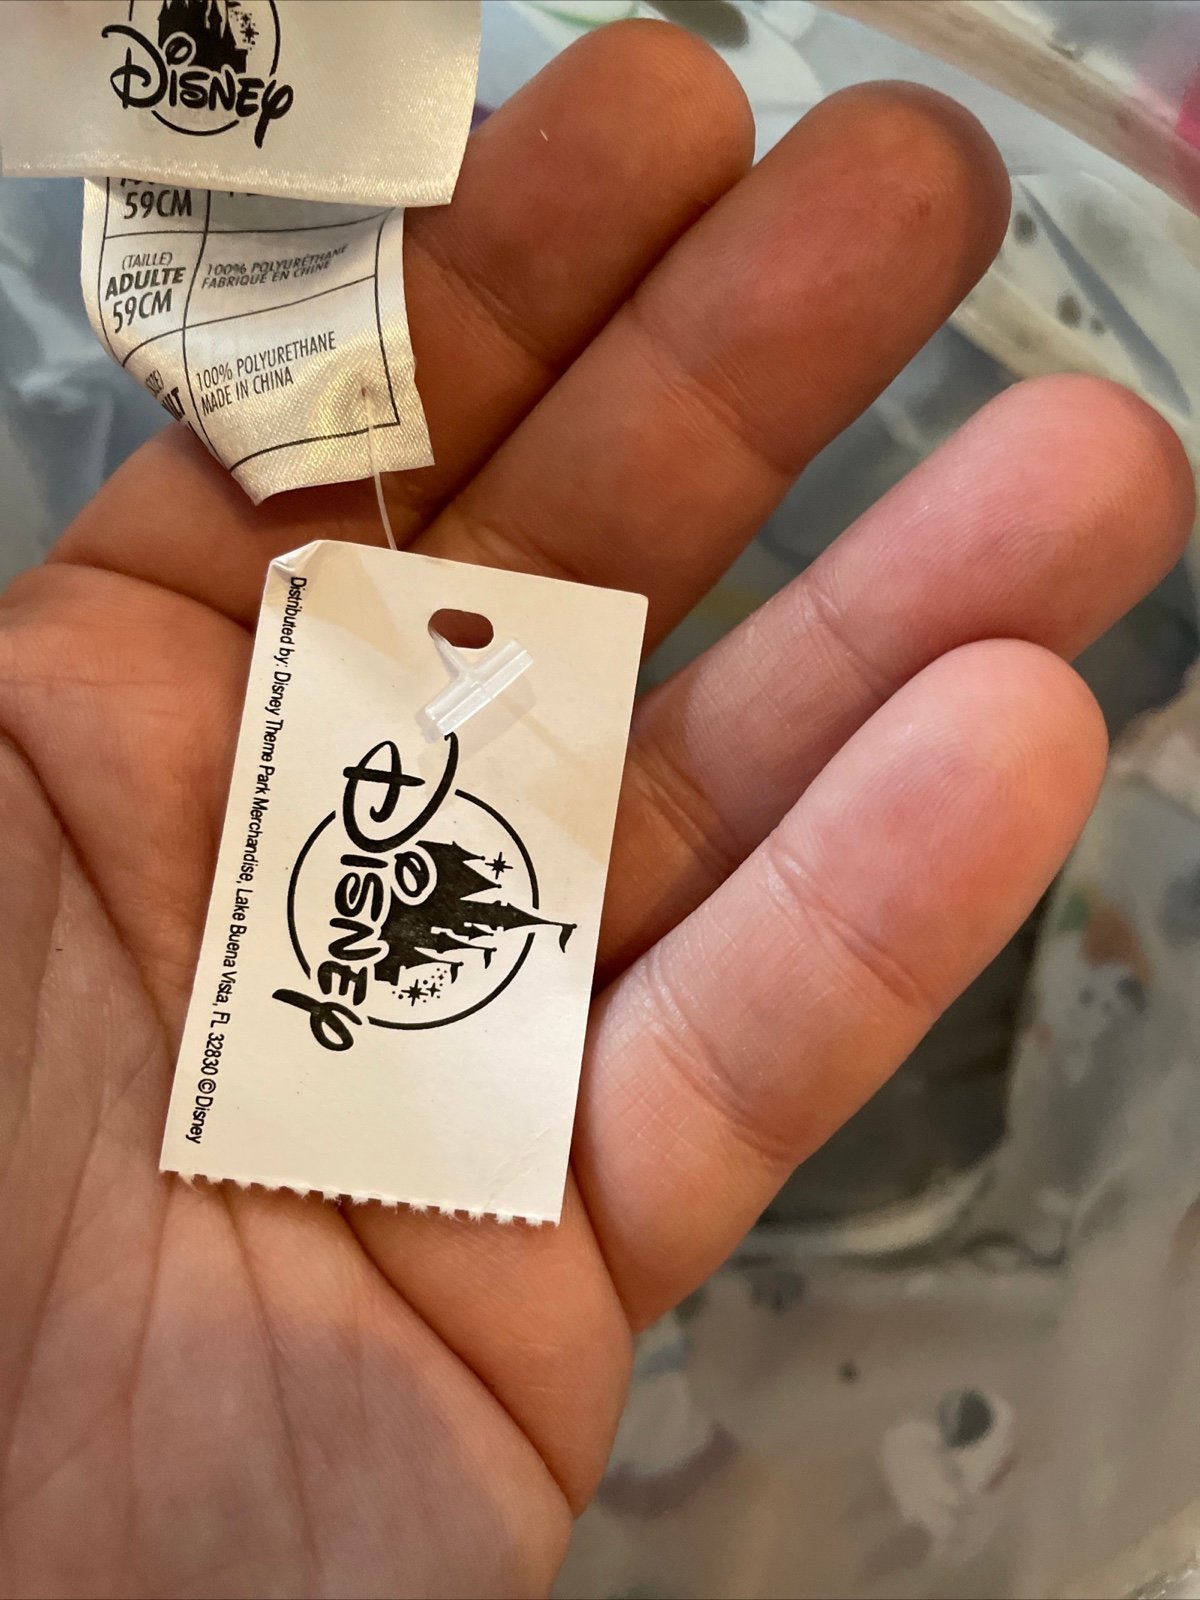 Disney
59CM
(TAILLE)
ADULTE
59CM
100% POLYURÉTHANE
FABRIQUÉ EN CHINE
100% POLYURETHANE
MADE IN CHINA
Distributed by: Disney Theme Park Merchandise, Lake Buena Vista, FL 32830 © Disney
Disney